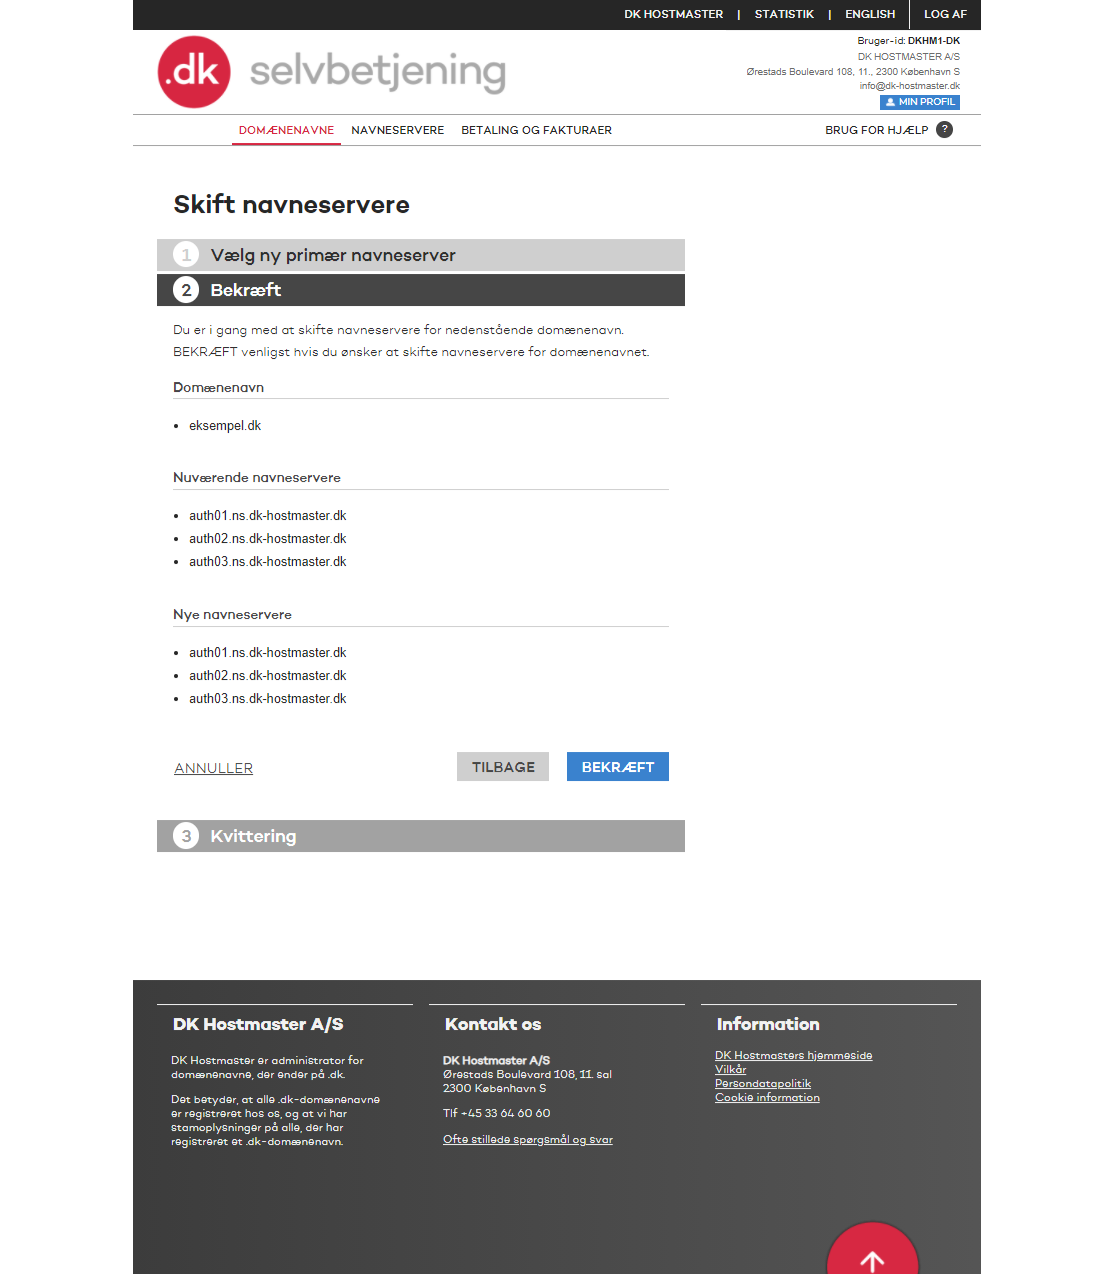 DK HOSTMASTER | STATISTIK | ENGLISH LOG AF
.dk selvbetjening
Bruger-id: DKHM1-DK
DK HOSTMASTER A/S
Ørestads Boulevard 108, 11., 2300 København S
info@dk-hostmaster.dk
MIN PROFIL
DOMÆNENAVNE NAVNESERVERE BETALING OG FAKTURAER BRUG FOR HJÆLP ?
Skift navneservere
1 Vælg ny primær navneserver
2 Bekræft
Du er i gang med at skifte navneservere for nedenstående domænenavn.
BEKRÆFT venligst hvis du ønsker at skifte navneservere for domænenavnet.
Domænenavn
• eksempel.dk
Nuværende navneservere
• auth01.ns.dk-hostmaster.dk
• auth02.ns.dk-hostmaster.dk
• auth03.ns.dk-hostmaster.dk
Nye navneservere
• auth01.ns.dk-hostmaster.dk
• auth02.ns.dk-hostmaster.dk
• auth03.ns.dk-hostmaster.dk
ANNULLER TILBAGE BEKRÆFT
3 Kvittering
DK Hostmaster A/S
DK Hostmaster er administrator for
domænenavne, der ender på .dk.
Det betyder, at alle .dk-domænenavne
er registreret hos os, og at vi har
stamoplysninger på alle, der har
registreret et .dk-domænenavn.
Kontakt os
DK Hostmaster A/S
Ørestads Boulevard 108, 11. sal
2300 København S
Tlf +45 33 64 60 60
Ofte stillede spørgsmål og svar
Information
DK Hostmasters hjemmeside
Vilkår
Persondatapolitik
Cookie information